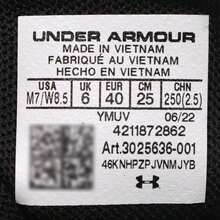 UNDER ARMOUR
MADE IN VIETNAM
FABRIQUÉ AU VIETNAM
HECHO EN VIETNAM
USA UK EUR CM CHN
M7/W8.5 6 40 25 250(2.5)
YMUV 06/22
4211872862
Art.3025636-001
46KNHPZPJVNMJYB